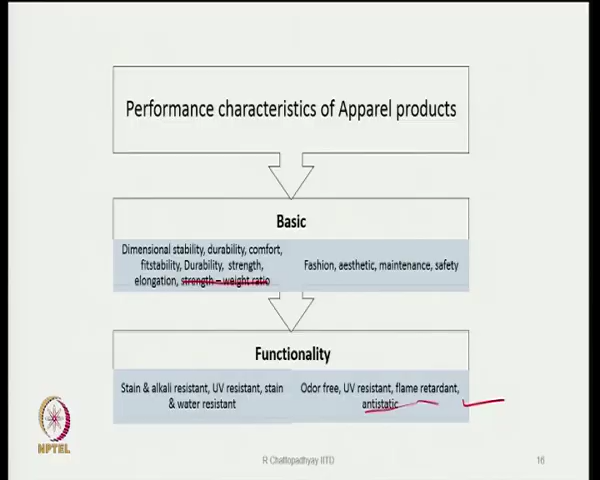 Performance characteristics of Apparel products
Basic
Dimensional stability, durability, comfort,
fitstability, Durability, strength,
elongation, strength – weight ratio
Fashion, aesthetic, maintenance, safety
Functionality
Stain & alkali resistant, UV resistant, stain
& water resistant
Odor free, UV resistant, flame retardant,
antistatic
NPTEL
R Chattopadhyay IITD
16